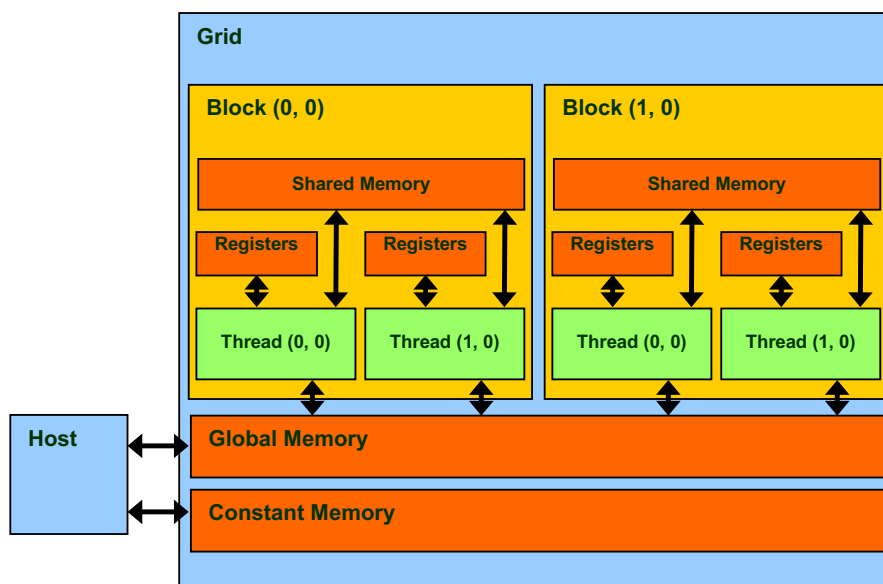 Grid
Block (0, 0)
Block (1, 0)
Shared Memory
Shared Memory
Registers
Registers
Registers
Registers
Thread (0, 0)
Thread (1, 0)
Thread (0, 0)
Thread (1, 0)
Host
Global Memory
Constant Memory